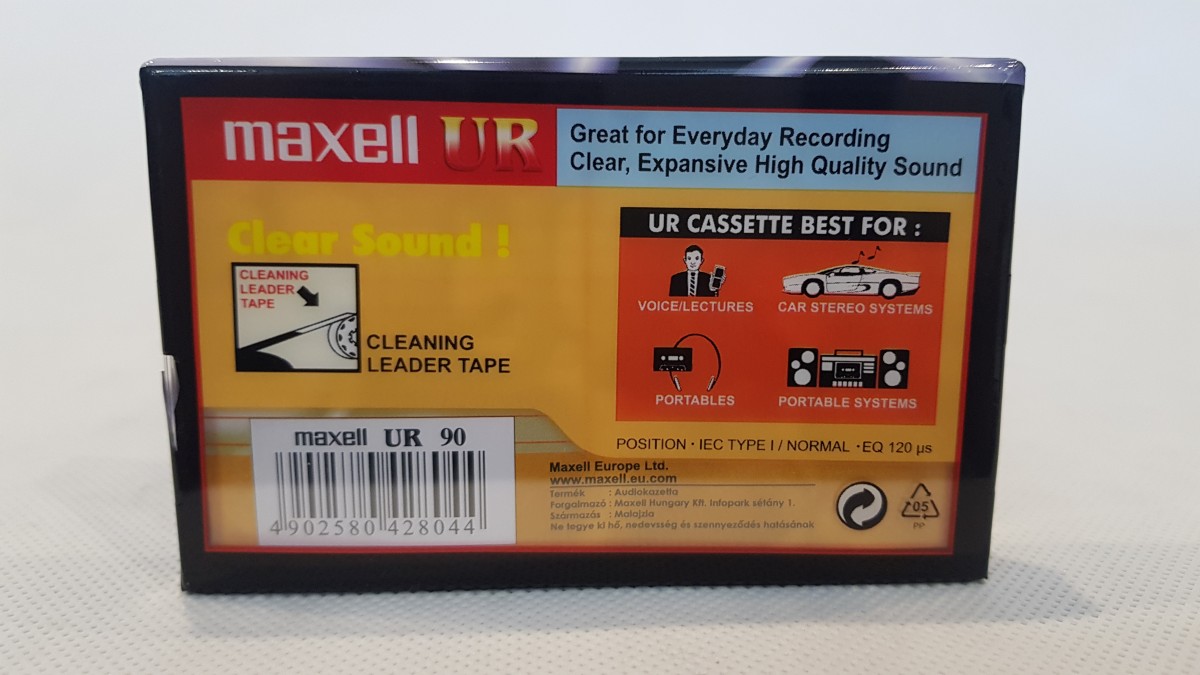 maxell UR
Great for Everyday Recording
Clear, Expansive High Quality Sound
Clear Sound !
CLEANING
LEADER
TAPE
CLEANING
LEADER TAPE
UR CASSETTE BEST FOR :
VOICE/LECTURES
CAR STEREO SYSTEMS
PORTABLES
PORTABLE SYSTEMS
POSITION · IEC TYPE I / NORMAL · EQ 120 µs
maxell UR 90
4902580 428044
Maxell Europe Ltd.
www.maxell.eu.com
Termék : Audiokazetta
Forgalmazó : Maxell Hungary Kft. Infopark sétány 1.
Származás : Malajzia
Ne tegye ki hő, nedevsség és szennyeződés hatásának
05
PP